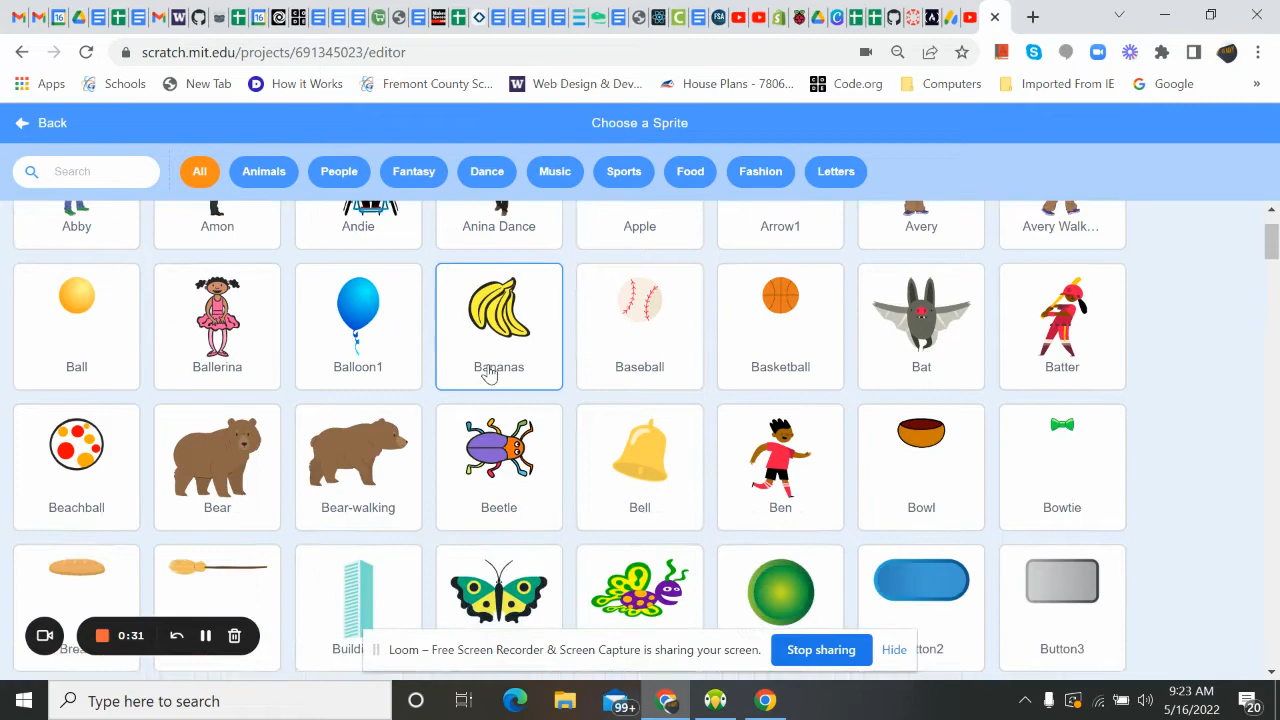 scratch.mit.edu/projects/691345023/editor
Apps Schools New Tab How it Works Fremont County Sc... Web Design & Dev... House Plans - 7806... Code.org Computers Imported From IE Google »
Back Choose a Sprite
Search All Animals People Fantasy Dance Music Sports Food Fashion Letters
Abby Amon Andie Anina Dance Apple Arrow1 Avery Avery Walk...
Ball Ballerina Balloon1 Bananas Baseball Basketball Bat Batter
Beachball Bear Bear-walking Beetle Bell Ben Bowl Bowtie
Button3
0:31
Loom – Free Screen Recorder & Screen Capture is sharing your screen. Stop sharing Hide
Type here to search
99+
9:23 AM
5/16/2022
20